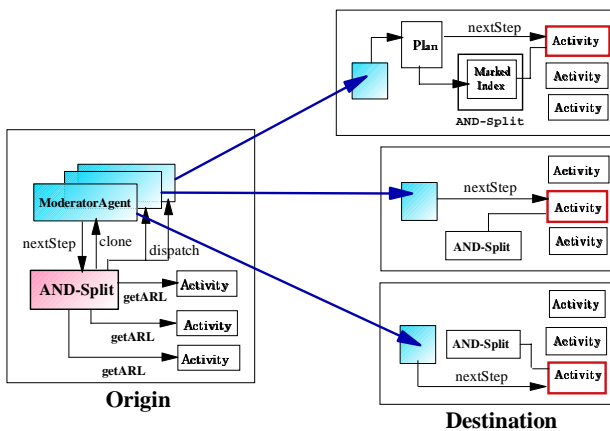 ModeratorAgent
nextStep
clone
dispatch
AND-Split
getARL
Activity
getARL
Activity
getARL
Activity
Origin
nextStep
Plan
Activity
Marked
Index
Activity
AND-Split
Activity
Activity
nextStep
Activity
AND-Split
Activity
Activity
AND-Split
Activity
nextStep
Activity
Destination